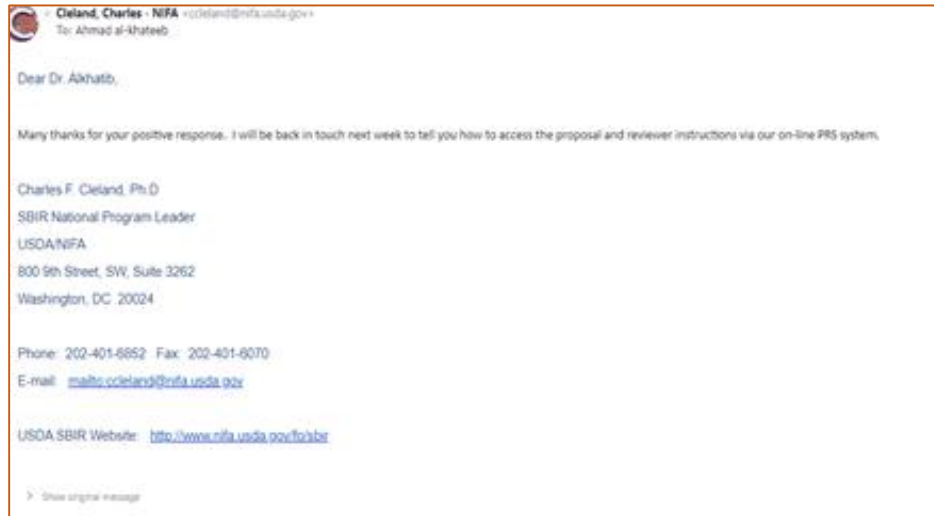 Cleland, Charles - NIFA <ccleland@nifa.usda.gov>
To: Ahmad al-khateeb
Dear Dr. Alkhatib,
Many thanks for your positive response. I will be back in touch next week to tell you how to access the proposal and reviewer instructions via our on-line PRS system.
Charles F. Cleland, Ph.D
SBIR National Program Leader
USDA/NIFA
800 9th Street, SW, Suite 3262
Washington, DC 20024
Phone: 202-401-6852 Fax: 202-401-6070
E-mail: mailto:ccleland@nifa.usda.gov
USDA SBIR Website: http://www.nifa.usda.gov/fo/sbir
> Show original message